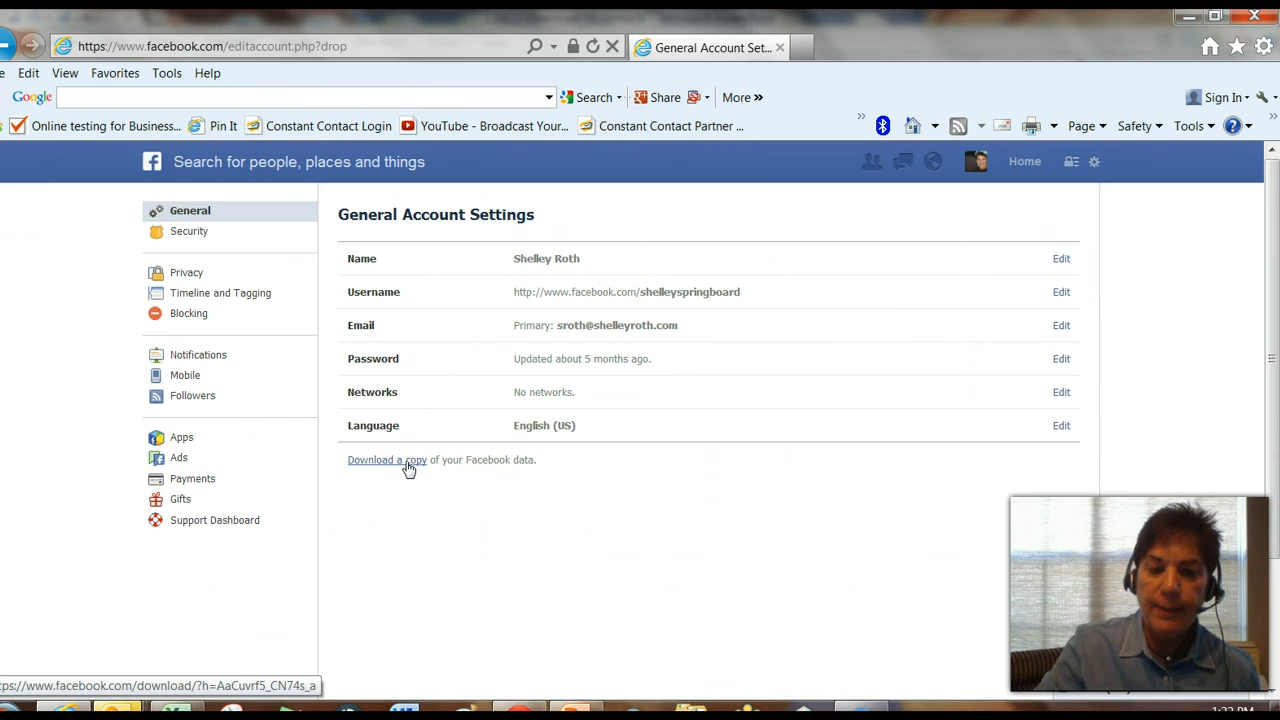 https://www.facebook.com/editaccount.php?drop
General Account Set...
Edit View Favorites Tools Help
Google Search Share More » Sign In
Online testing for Business... Pin It Constant Contact Login YouTube - Broadcast Your... Constant Contact Partner ... » Page Safety Tools »
Search for people, places and things Home
General
Security
Privacy
Timeline and Tagging
Blocking
Notifications
Mobile
Followers
Apps
Ads
Payments
Gifts
Support Dashboard
General Account Settings
Name Shelley Roth Edit
Username http://www.facebook.com/shelleyspringboard Edit
Email Primary: sroth@shelleyroth.com Edit
Password Updated about 5 months ago. Edit
Networks No networks. Edit
Language English (US) Edit
Download a copy of your Facebook data.
ps://www.facebook.com/download/?h=AaCuvrf5_CN74s_a